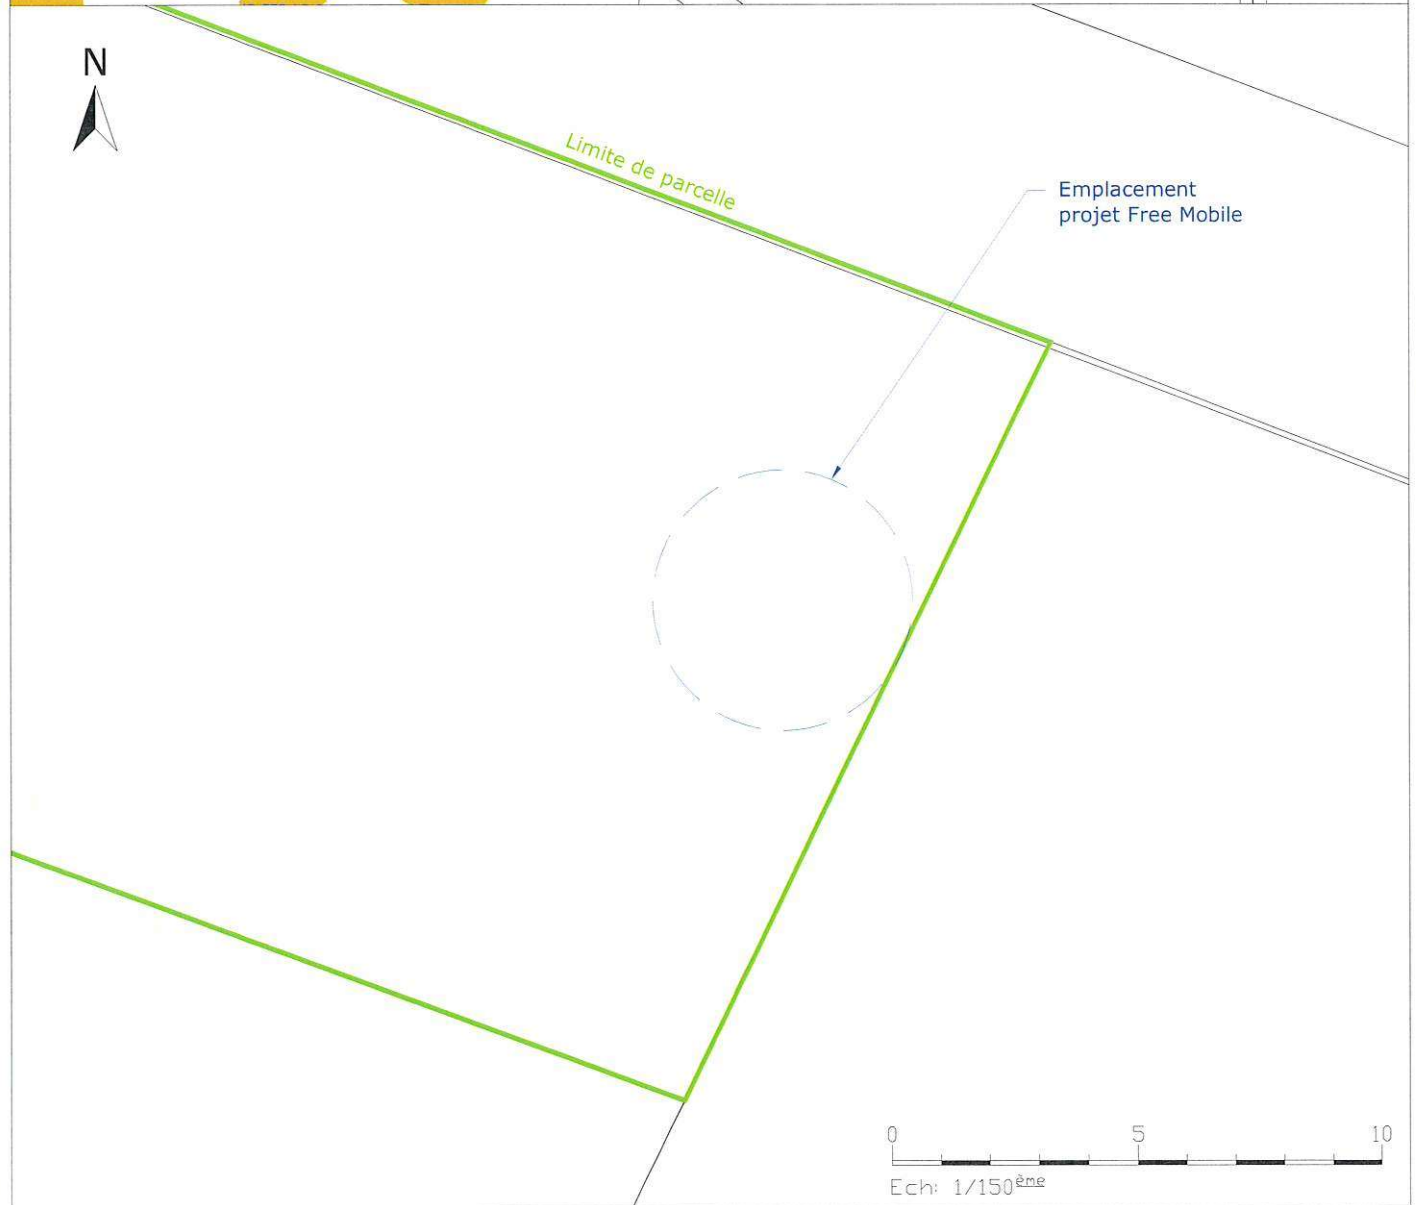 N
Limite de parcelle
Emplacement
projet Free Mobile
0 5 10
Ech: 1/150ème